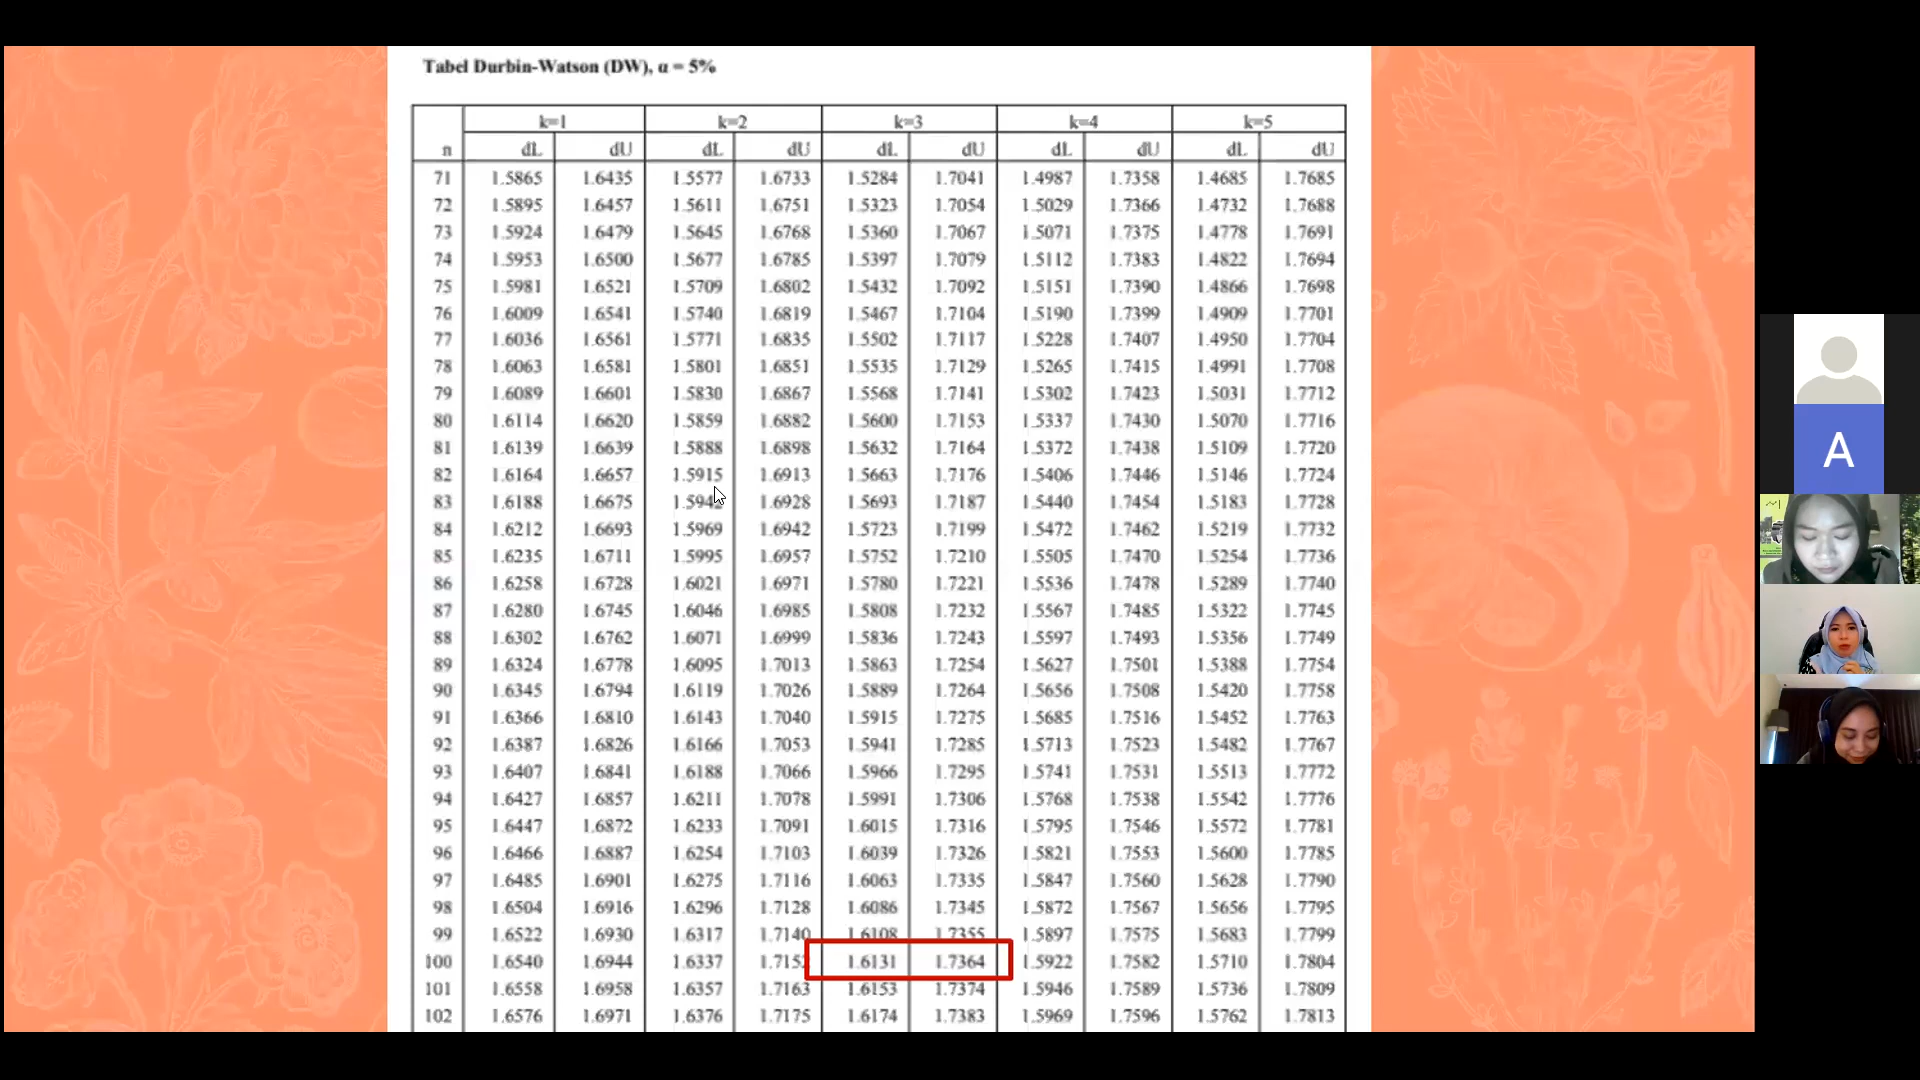 Tabel Durbin-Watson (DW), α = 5%
k=1 k=2 k=3 k=4 k=5
n dL dU dL dU dL dU dL dU dL dU
71 1.5865 1.6435 1.5577 1.6733 1.5284 1.7041 1.4987 1.7358 1.4685 1.7685
72 1.5895 1.6457 1.5611 1.6751 1.5323 1.7054 1.5029 1.7366 1.4732 1.7688
73 1.5924 1.6479 1.5645 1.6768 1.5360 1.7067 1.5071 1.7375 1.4778 1.7691
74 1.5953 1.6500 1.5677 1.6785 1.5397 1.7079 1.5112 1.7383 1.4822 1.7694
75 1.5981 1.6521 1.5709 1.6802 1.5432 1.7092 1.5151 1.7390 1.4866 1.7698
76 1.6009 1.6541 1.5740 1.6819 1.5467 1.7104 1.5190 1.7399 1.4909 1.7701
77 1.6036 1.6561 1.5771 1.6835 1.5502 1.7117 1.5228 1.7407 1.4950 1.7704
78 1.6063 1.6581 1.5801 1.6851 1.5535 1.7129 1.5265 1.7415 1.4991 1.7708
79 1.6089 1.6601 1.5830 1.6867 1.5568 1.7141 1.5302 1.7423 1.5031 1.7712
80 1.6114 1.6620 1.5859 1.6882 1.5600 1.7153 1.5337 1.7430 1.5070 1.7716
81 1.6139 1.6639 1.5888 1.6898 1.5632 1.7164 1.5372 1.7438 1.5109 1.7720
82 1.6164 1.6657 1.5915 1.6913 1.5663 1.7176 1.5406 1.7446 1.5146 1.7724
83 1.6188 1.6675 1.6928 1.5693 1.7187 1.5440 1.7454 1.5183 1.7728
84 1.6212 1.6693 1.5969 1.6942 1.5723 1.7199 1.5472 1.7462 1.5219 1.7732
85 1.6235 1.6711 1.5995 1.6957 1.5752 1.7210 1.5505 1.7470 1.5254 1.7736
86 1.6258 1.6728 1.6021 1.6971 1.5780 1.7221 1.5536 1.7478 1.5289 1.7740
87 1.6280 1.6745 1.6046 1.6985 1.5808 1.7232 1.5567 1.7485 1.5322 1.7745
88 1.6302 1.6762 1.6071 1.6999 1.5836 1.7243 1.5597 1.7493 1.5356 1.7749
89 1.6324 1.6778 1.6095 1.7013 1.5863 1.7254 1.5627 1.7501 1.5388 1.7754
90 1.6345 1.6794 1.6119 1.7026 1.5889 1.7264 1.5656 1.7508 1.5420 1.7758
91 1.6366 1.6810 1.6143 1.7040 1.5915 1.7275 1.5685 1.7516 1.5452 1.7763
92 1.6387 1.6826 1.6166 1.7053 1.5941 1.7285 1.5713 1.7523 1.5482 1.7767
93 1.6407 1.6841 1.6188 1.7066 1.5966 1.7295 1.5741 1.7531 1.5513 1.7772
94 1.6427 1.6857 1.6211 1.7078 1.5991 1.7306 1.5768 1.7538 1.5542 1.7776
95 1.6447 1.6872 1.6233 1.7091 1.6015 1.7316 1.5795 1.7546 1.5572 1.7781
96 1.6466 1.6887 1.6254 1.7103 1.6039 1.7326 1.5821 1.7553 1.5600 1.7785
97 1.6485 1.6901 1.6275 1.7116 1.6063 1.7335 1.5847 1.7560 1.5628 1.7790
98 1.6504 1.6916 1.6296 1.7128 1.6086 1.7345 1.5872 1.7567 1.5656 1.7795
99 1.6522 1.6930 1.6317 1.7140 1.6108 1.7355 1.5897 1.7575 1.5683 1.7799
100 1.6540 1.6944 1.6337 1.6131 1.7364 1.5922 1.7582 1.5710 1.7804
101 1.6558 1.6958 1.6357 1.7163 1.6153 1.7374 1.5946 1.7589 1.5736 1.7809
102 1.6576 1.6971 1.6376 1.7175 1.6174 1.7383 1.5969 1.7596 1.5762 1.7813
A